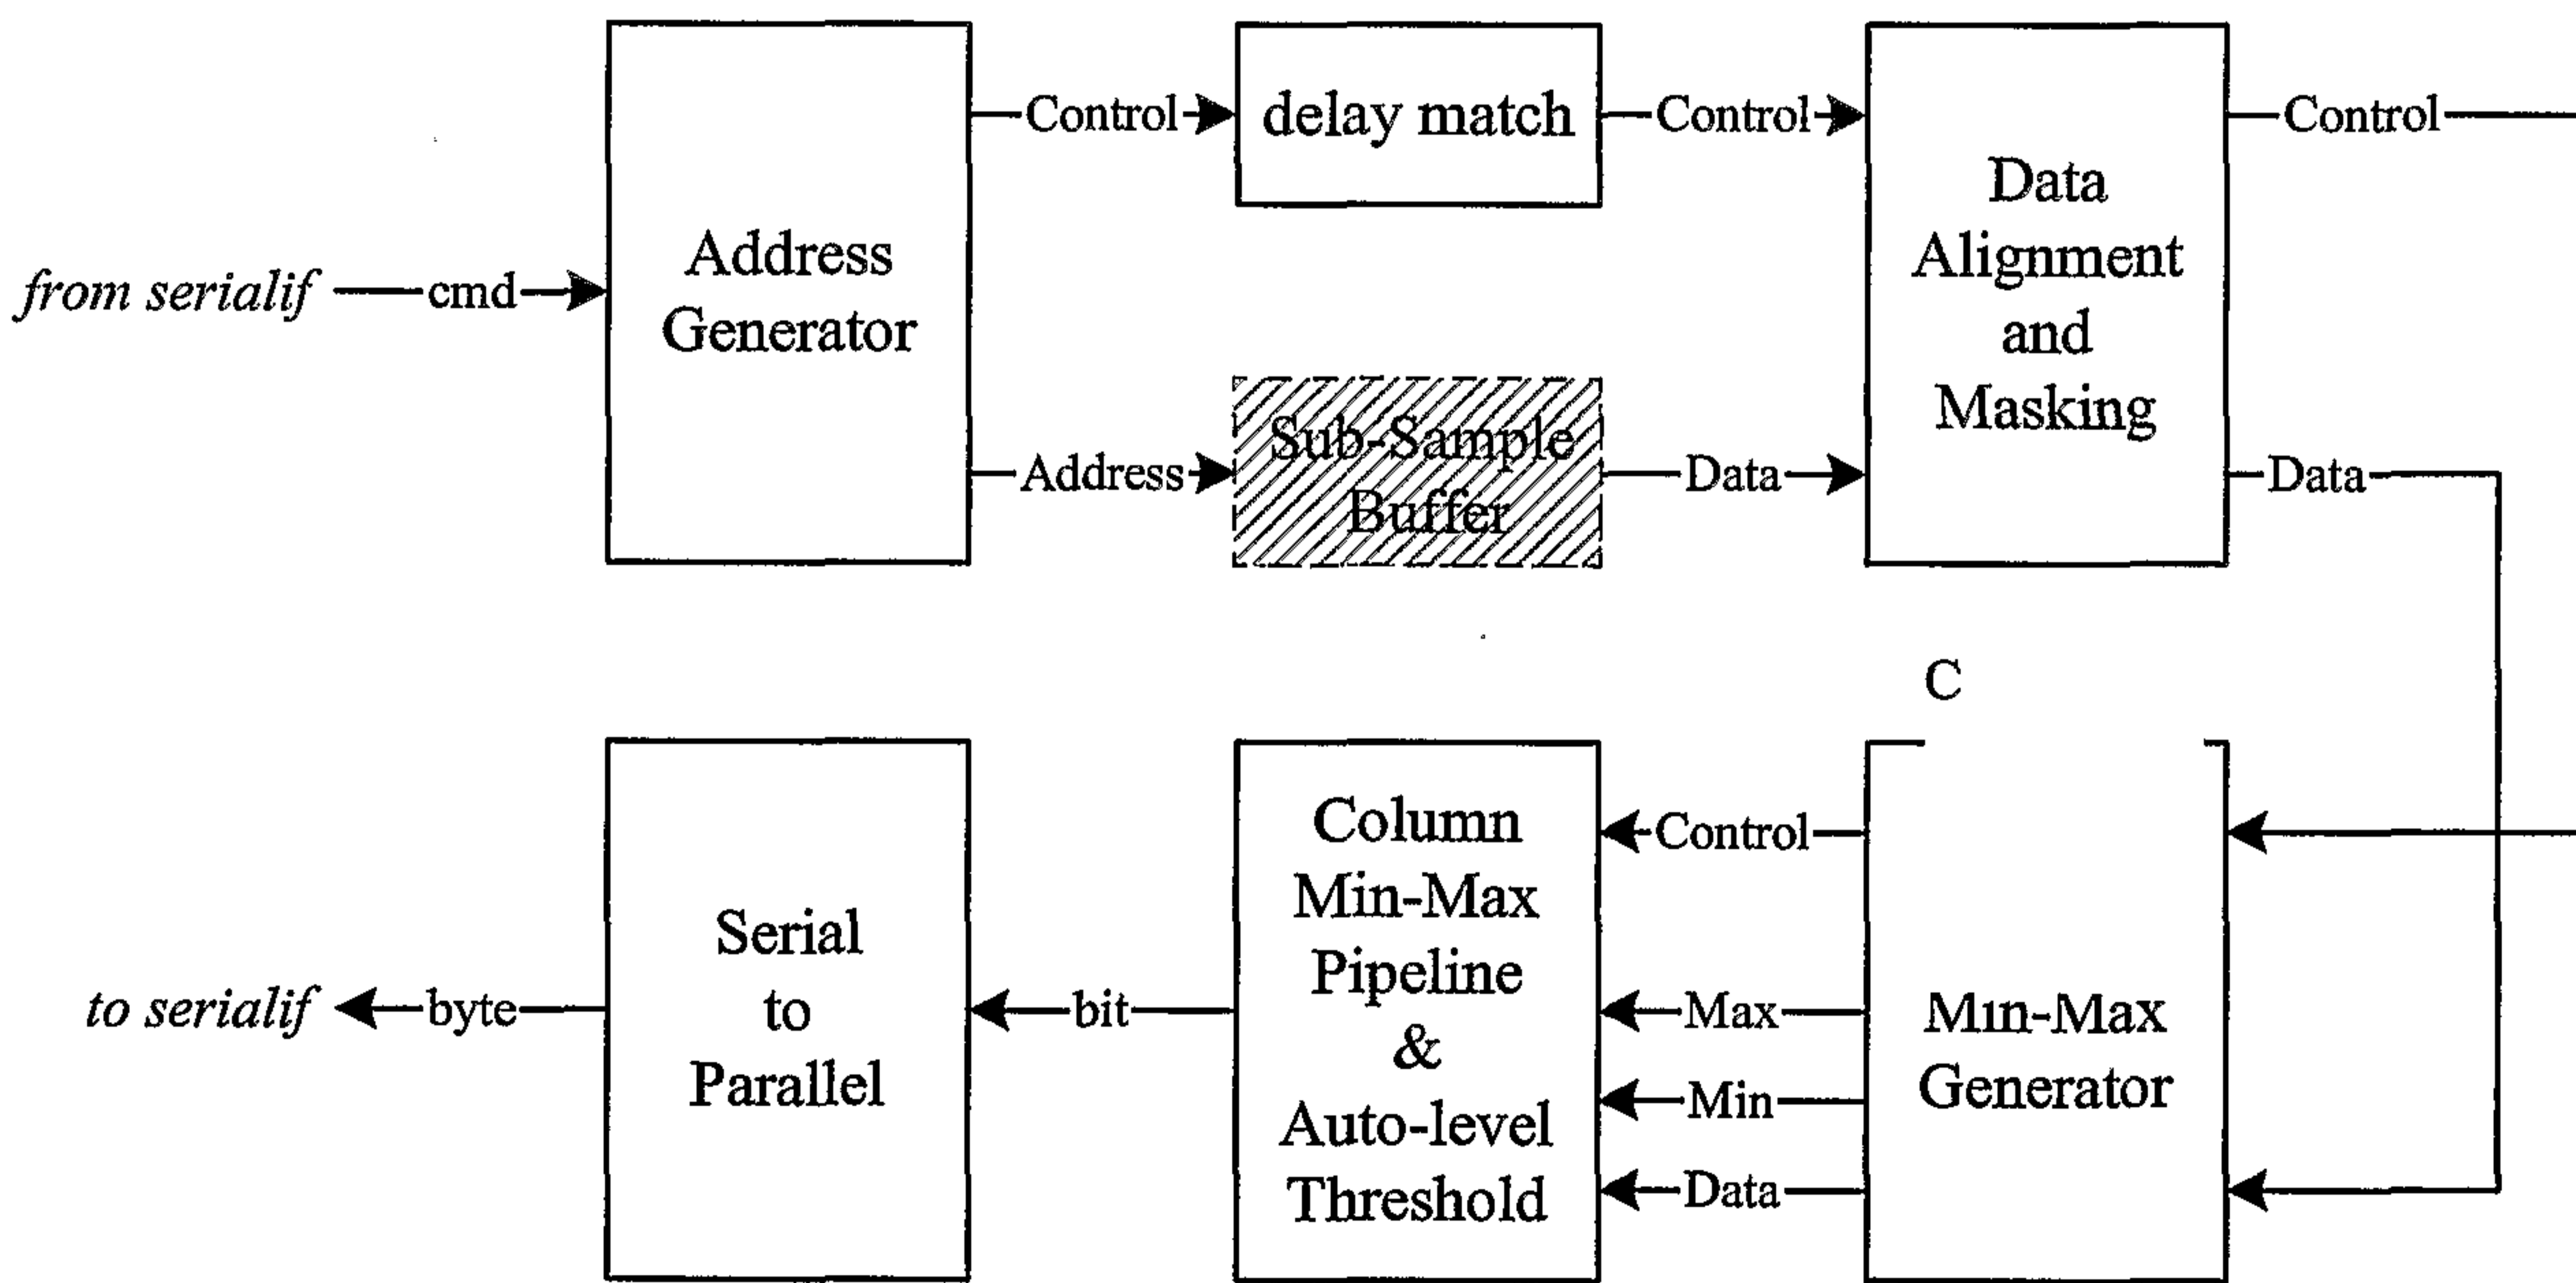 Control
delay match
Control
Control
Data
Alignment
and
Masking
Address
Generator
from serialif
cmd
Address
Sub-Sample
Buffer
Data
Data
C
Column
Min-Max
Pipeline
&
Auto-level
Threshold
Control
Max
Min
Data
Min-Max
Generator
Serial
to
Parallel
bit
to serialif
byte